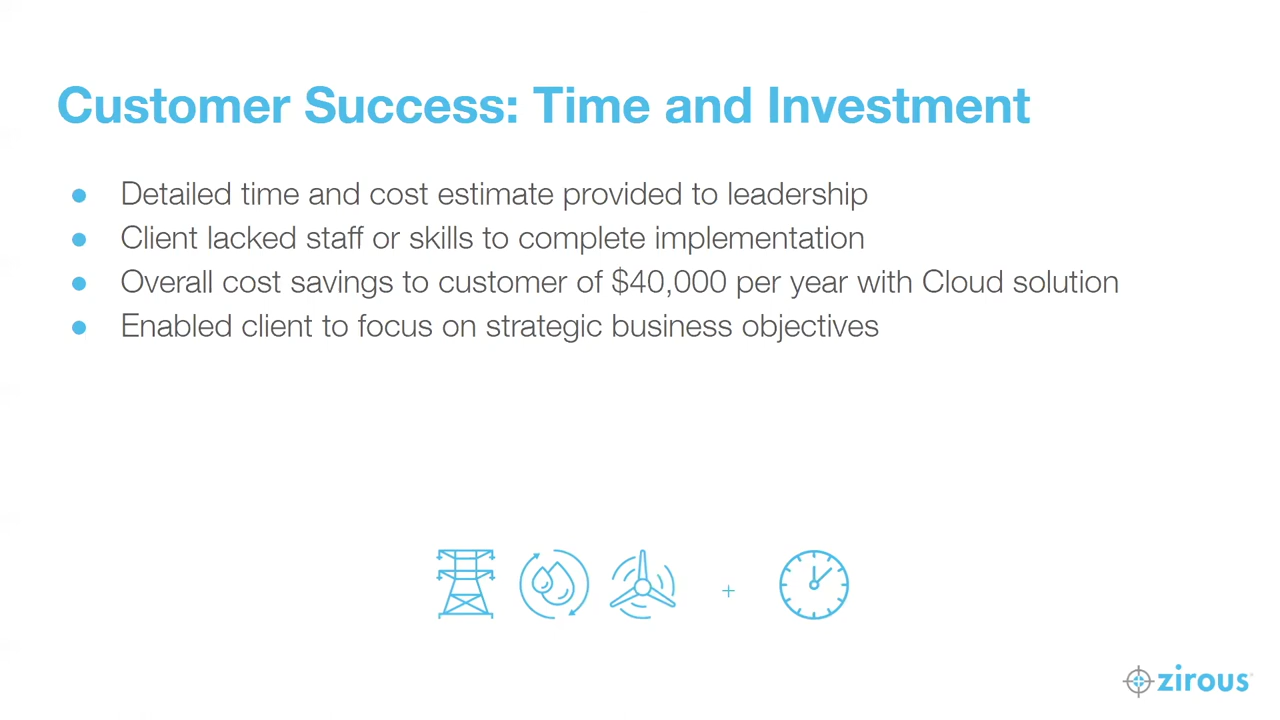 Customer Success: Time and Investment
● Detailed time and cost estimate provided to leadership
● Client lacked staff or skills to complete implementation
● Overall cost savings to customer of $40,000 per year with Cloud solution
● Enabled client to focus on strategic business objectives
+
zirous